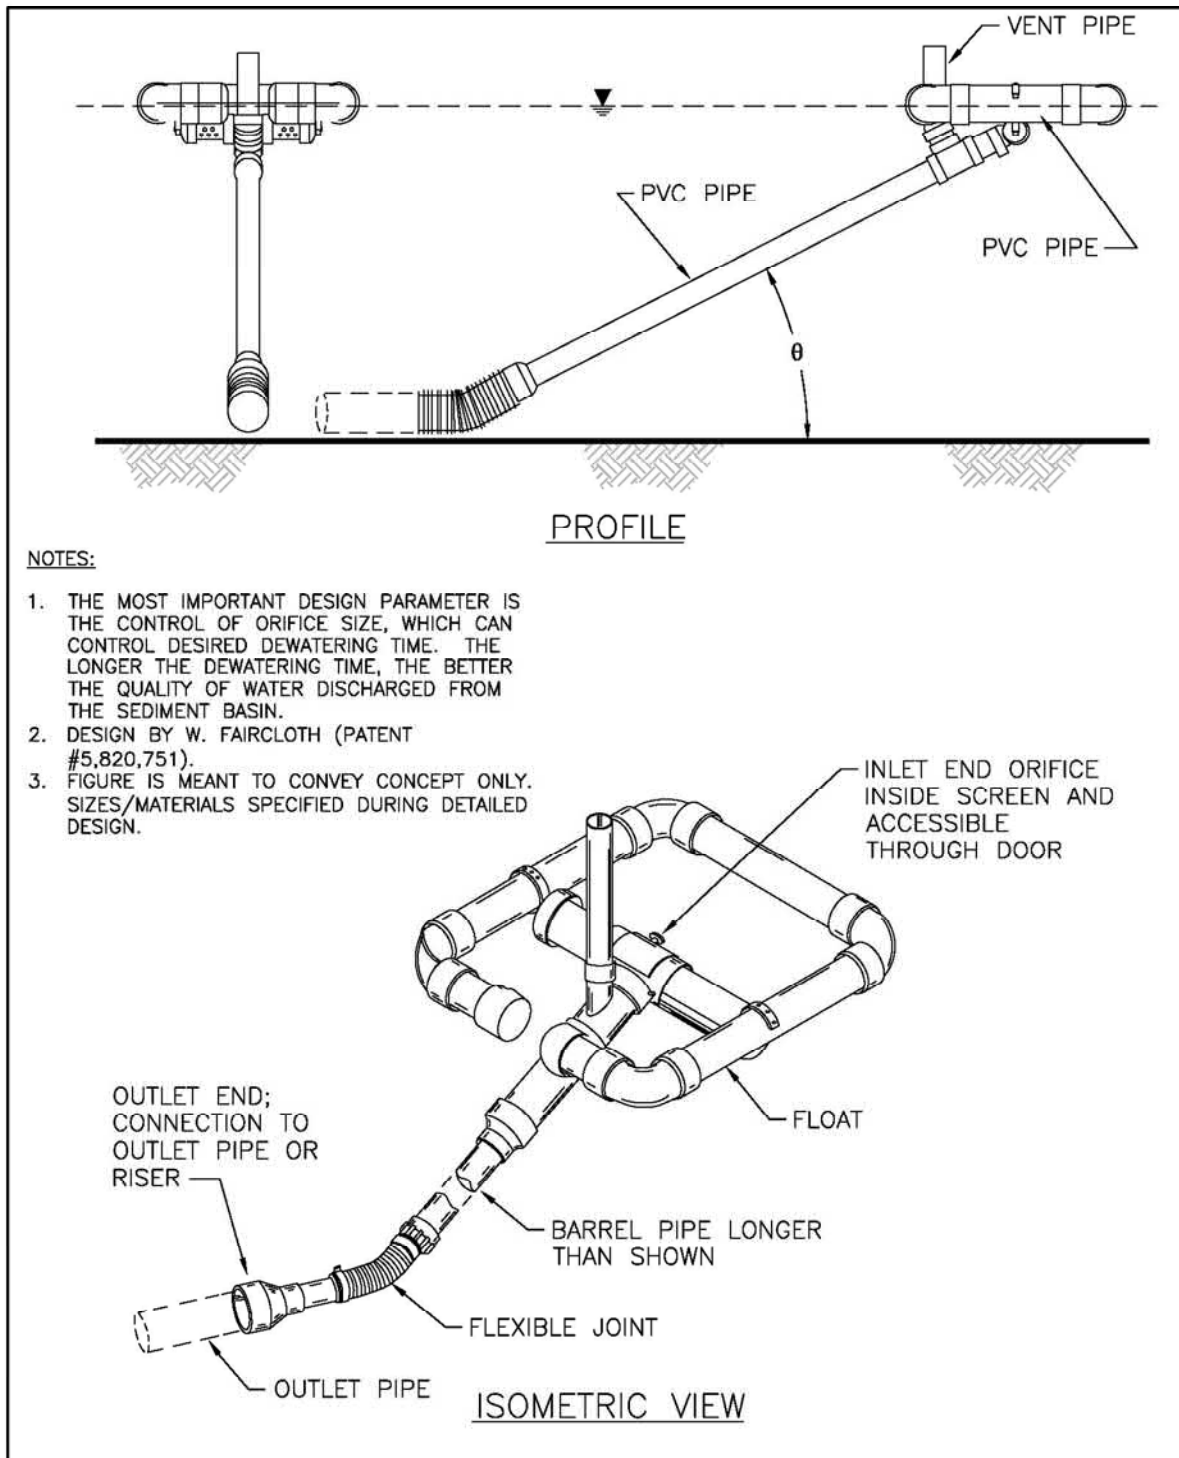 VENT PIPE
PVC PIPE
PVC PIPE
θ
PROFILE
NOTES:
1. THE MOST IMPORTANT DESIGN PARAMETER IS
THE CONTROL OF ORIFICE SIZE, WHICH CAN
CONTROL DESIRED DEWATERING TIME. THE
LONGER THE DEWATERING TIME, THE BETTER
THE QUALITY OF WATER DISCHARGED FROM
THE SEDIMENT BASIN.
2. DESIGN BY W. FAIRCLOTH (PATENT
#5,820,751).
3. FIGURE IS MEANT TO CONVEY CONCEPT ONLY.
SIZES/MATERIALS SPECIFIED DURING DETAILED
DESIGN.
INLET END ORIFICE
INSIDE SCREEN AND
ACCESSIBLE
THROUGH DOOR
FLOAT
OUTLET END;
CONNECTION TO
OUTLET PIPE OR
RISER
BARREL PIPE LONGER
THAN SHOWN
FLEXIBLE JOINT
OUTLET PIPE
ISOMETRIC VIEW